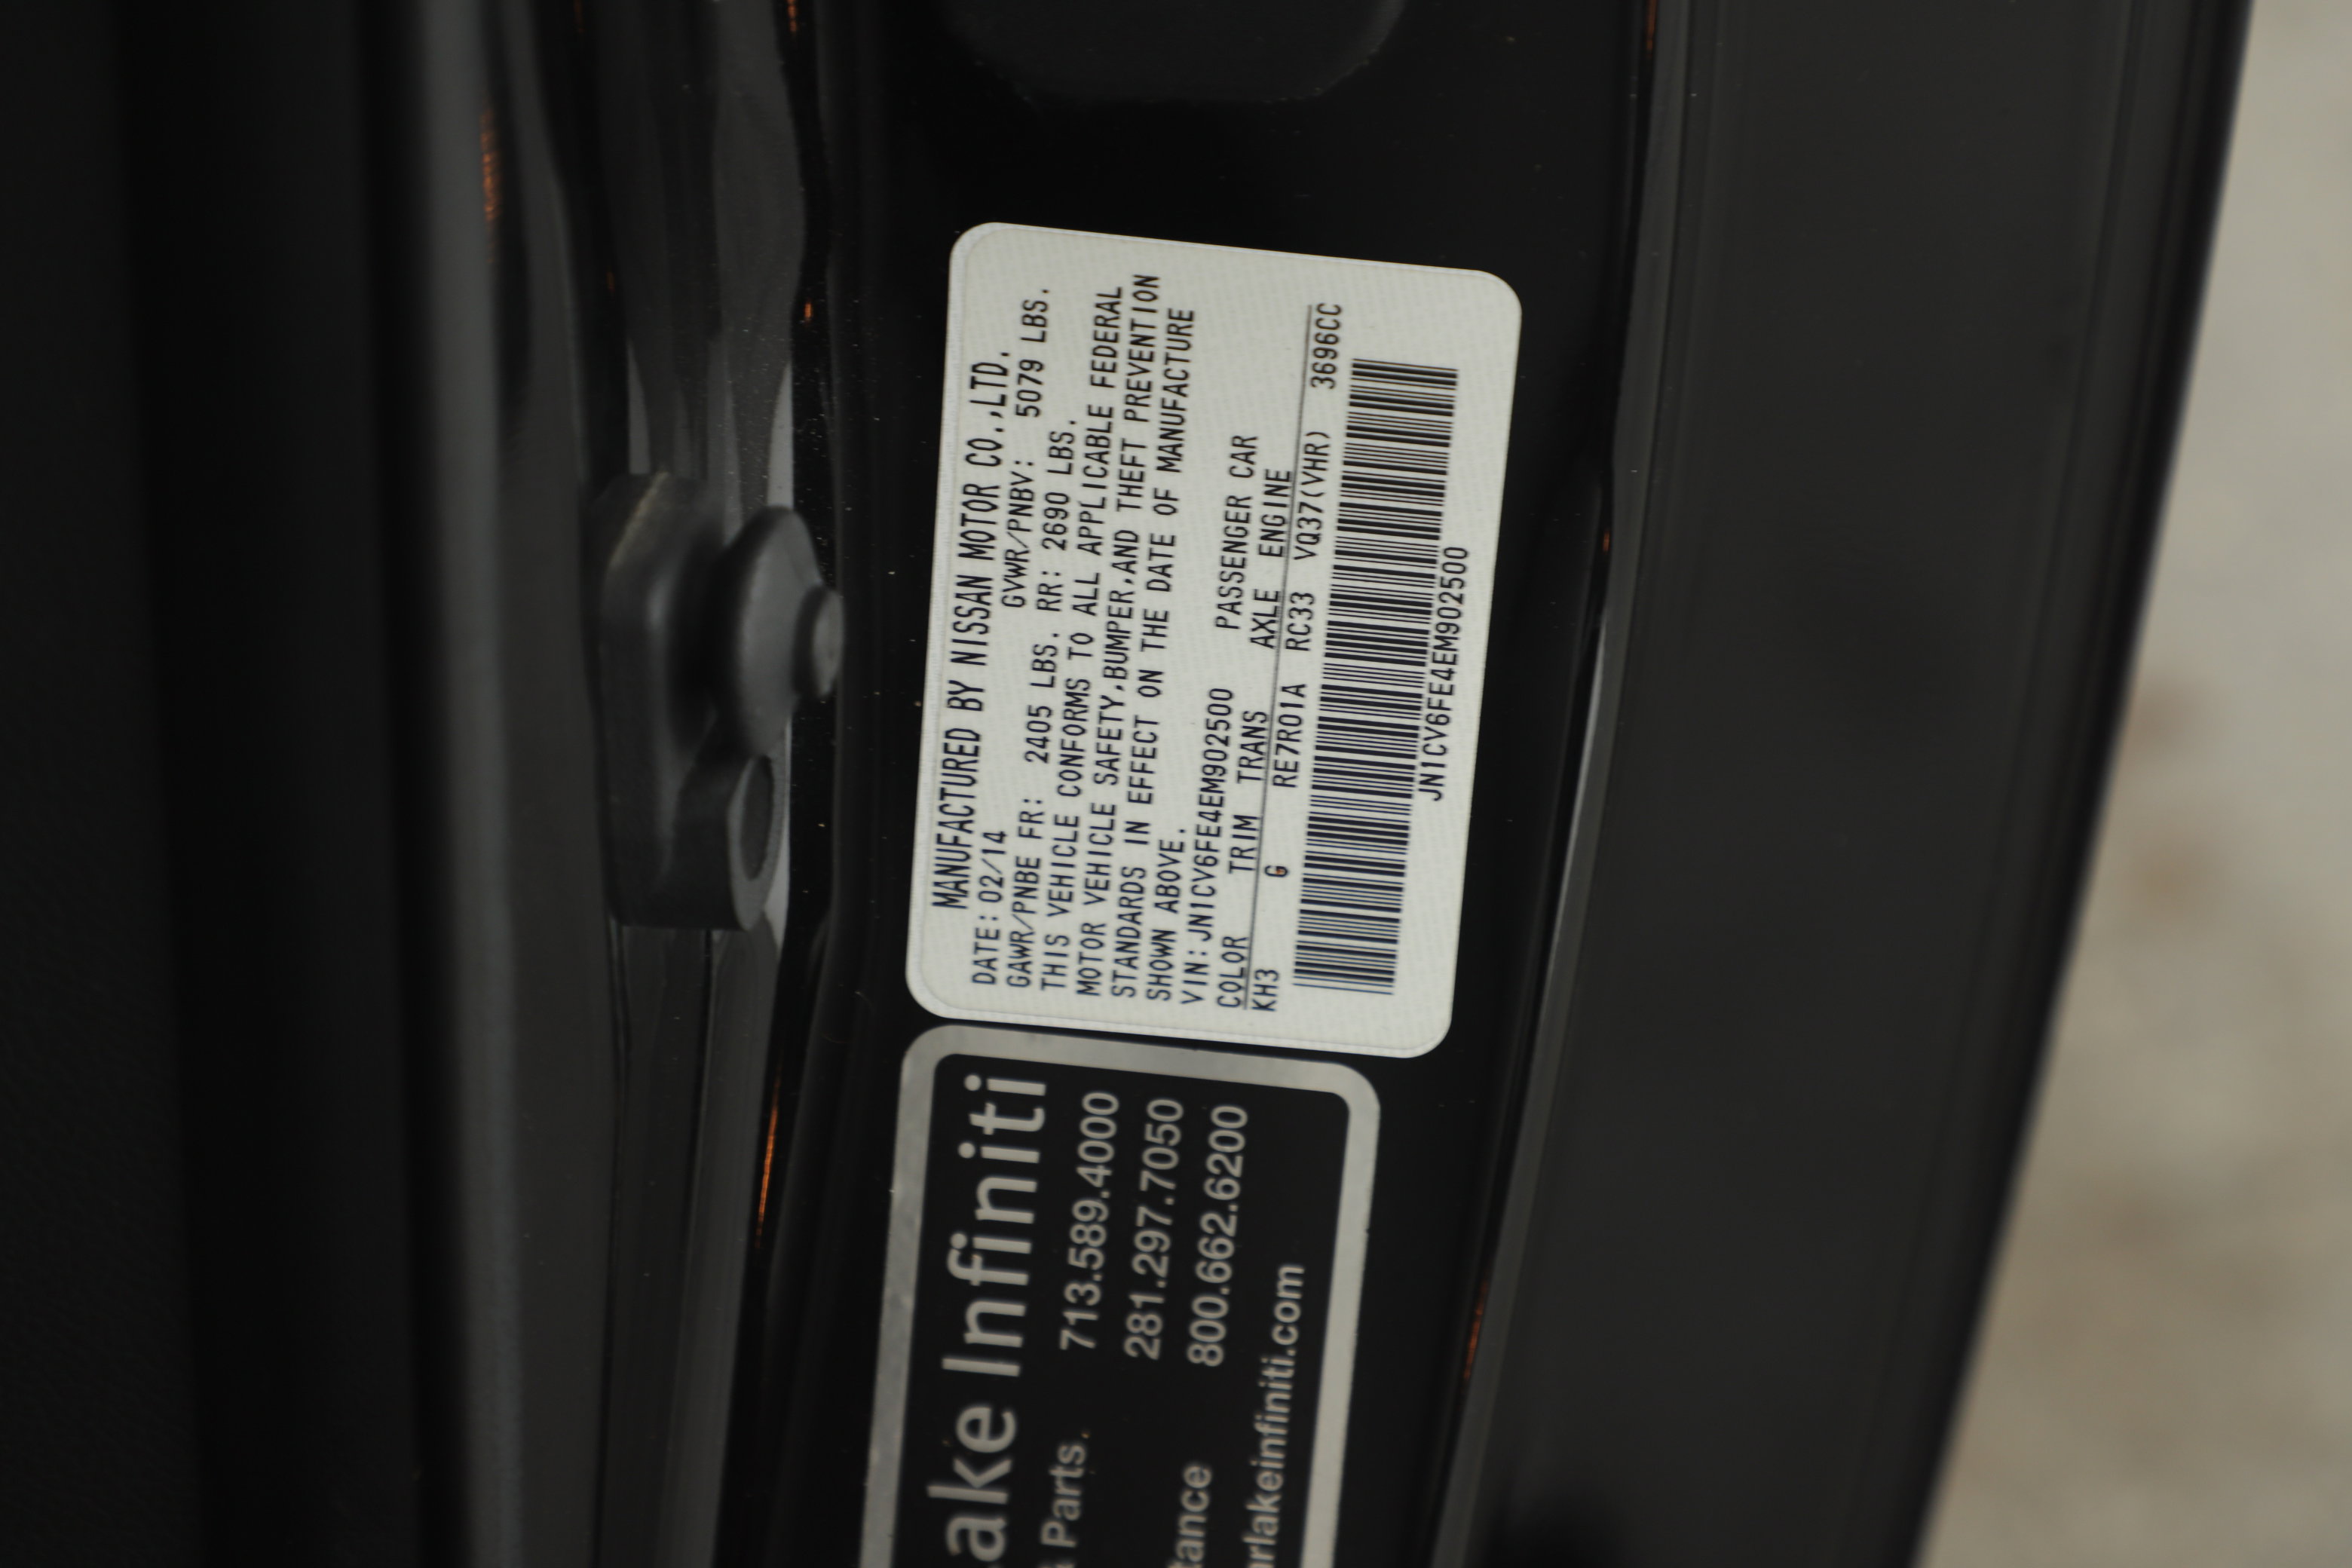 MANUFACTURED BY NISSAN MOTOR CO.,LTD.
DATE: 02/14 GVWR/PNBV: 5079 LBS.
GAWR/PNBE FR: 2405 LBS. RR: 2690 LBS.
THIS VEHICLE CONFORMS TO ALL APPLICABLE FEDERAL
MOTOR VEHICLE SAFETY,BUMPER,AND THEFT PREVENTION
STANDARDS IN EFFECT ON THE DATE OF MANUFACTURE
SHOWN ABOVE.
VIN: JN1CV6FE4EM902500 PASSENGER CAR
COLOR TRIM TRANS AXLE ENGINE
KH3 G RE7R01A RC33 VQ37(VHR) 3696CC
JN1CV6FE4EM902500
ake Infiniti
Parts. 713.589.4000
281.297.7050
tance 800.662.6200
arlakeinfiniti.com